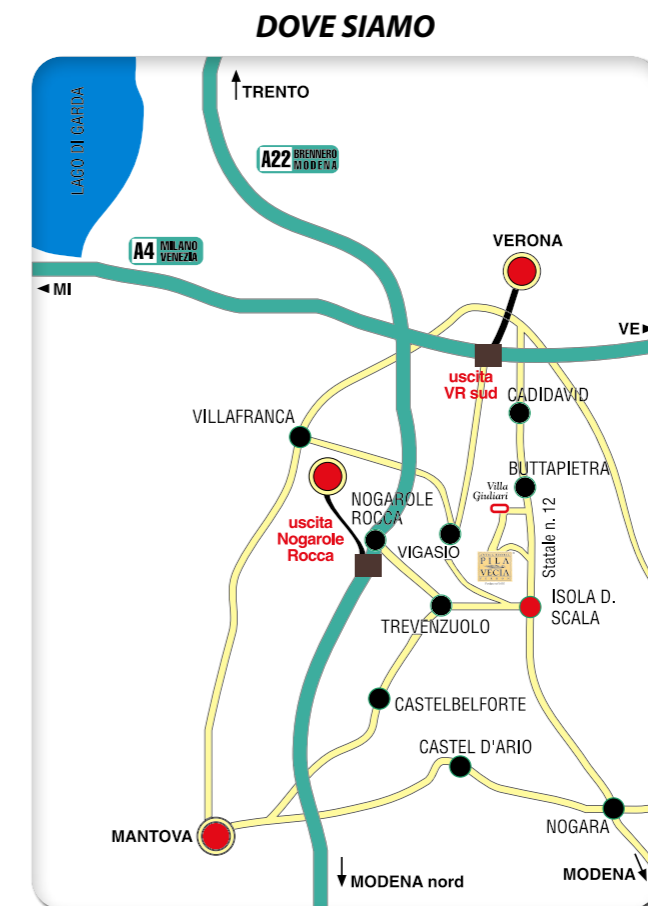 DOVE SIAMO
LAGO DI GARDA
TRENTO
A22 BRENNERO
MODENA
A4 MILANO
VENEZIA
VERONA
MI
VE
uscita
VR sud
CADIDAVID
VILLAFRANCA
BUTTAPIETRA
Villa
Giuliari
NOGAROLE
ROCCA
uscita
Nogarole
Rocca
VIGASIO
Statale n. 12
PILA
VECIA
ISOLA D.
SCALA
TREVENZUOLO
CASTELBELFORTE
CASTEL D'ARIO
MANTOVA
NOGARA
MODENA nord
MODENA